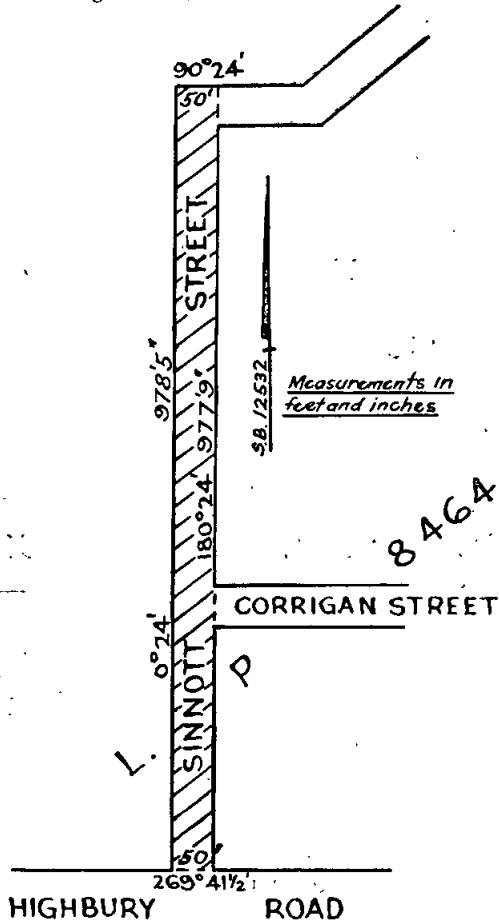 90°24'
50'
STREET
978'5"
977'9"
180°24'
S.B. 12532
Measurements in
feet and inches
8464
CORRIGAN STREET
0°24'
SINNOTT
P
L.
50'
269°41½'
HIGHBURY ROAD